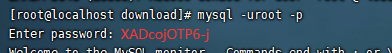 [root@localhost download]# mysql -uroot -p
Enter password: XADcojOTP6-j
Welcome to the MySQL monitor. Commands end with ; or